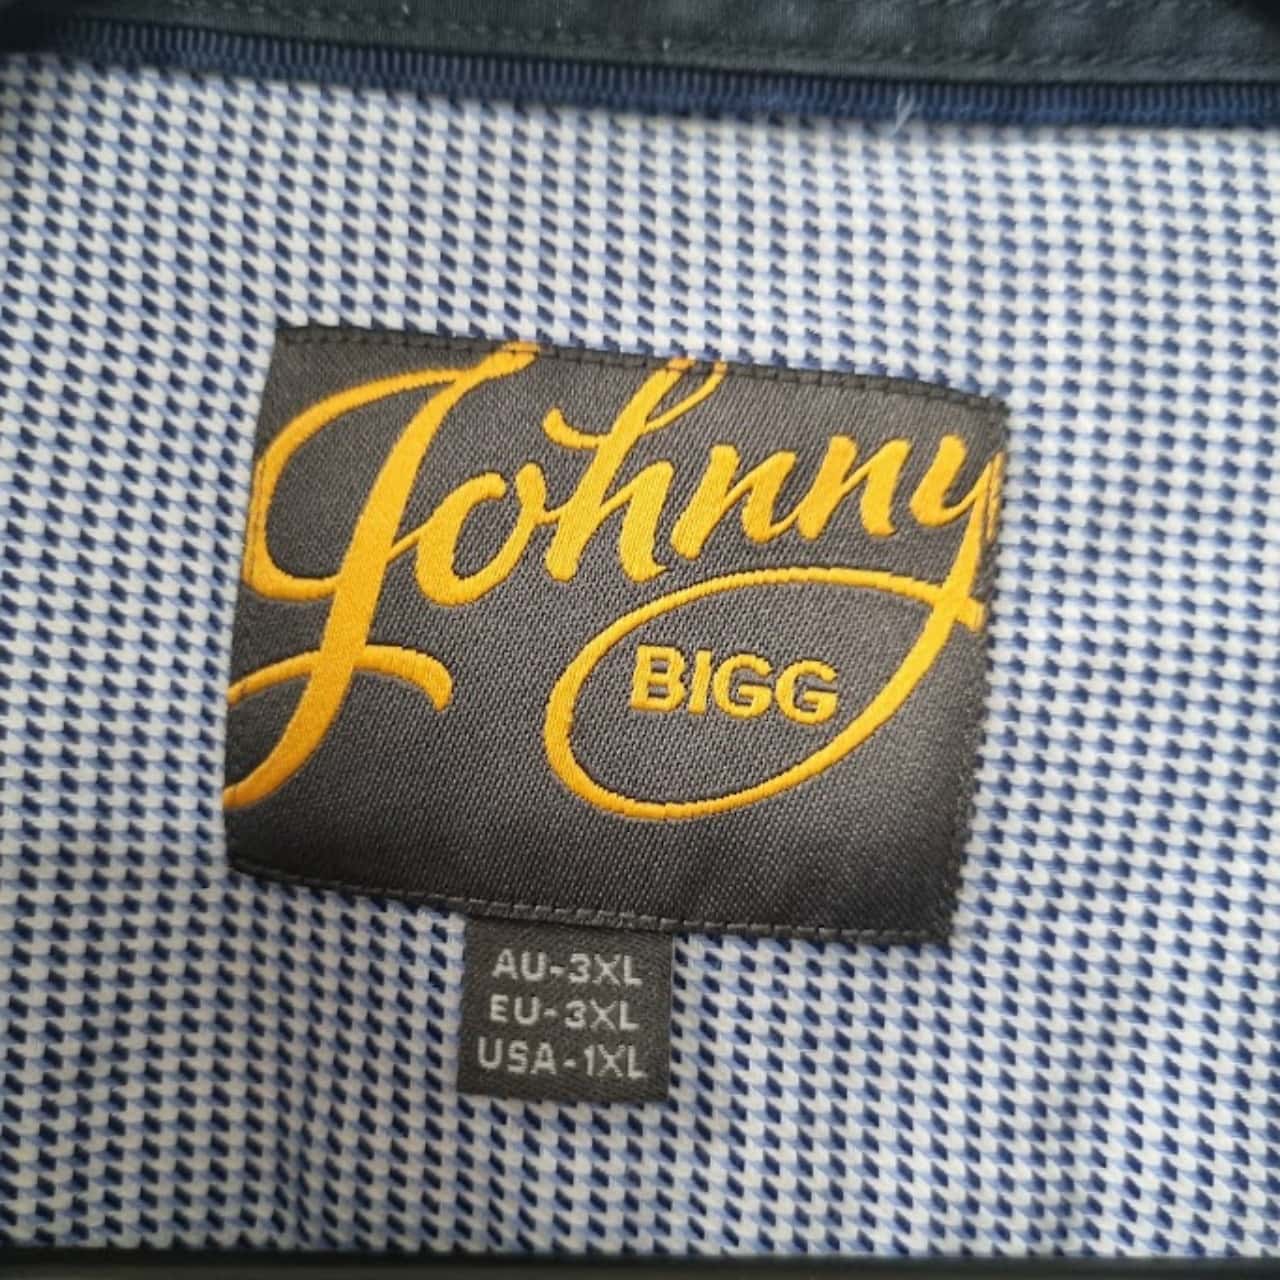 Johnny
BIGG
AU-3XL
EU-3XL
USA-1XL